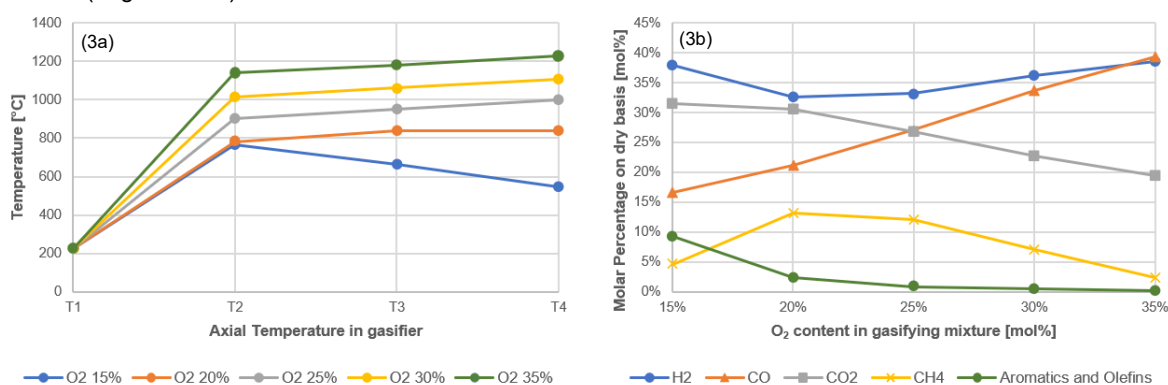 (3a)
1400
1200
1000
800
600
400
200
0
Temperature [°C]
T1 T2 T3 T4
Axial Temperature in gasifier
O2 15% O2 20% O2 25% O2 30% O2 35%
(3b)
45%
40%
35%
30%
25%
20%
15%
10%
5%
0%
Molar Percentage on dry basis [mol%]
15% 20% 25% 30% 35%
O₂ content in gasifying mixture [mol%]
H2 CO CO2 CH4 Aromatics and Olefins